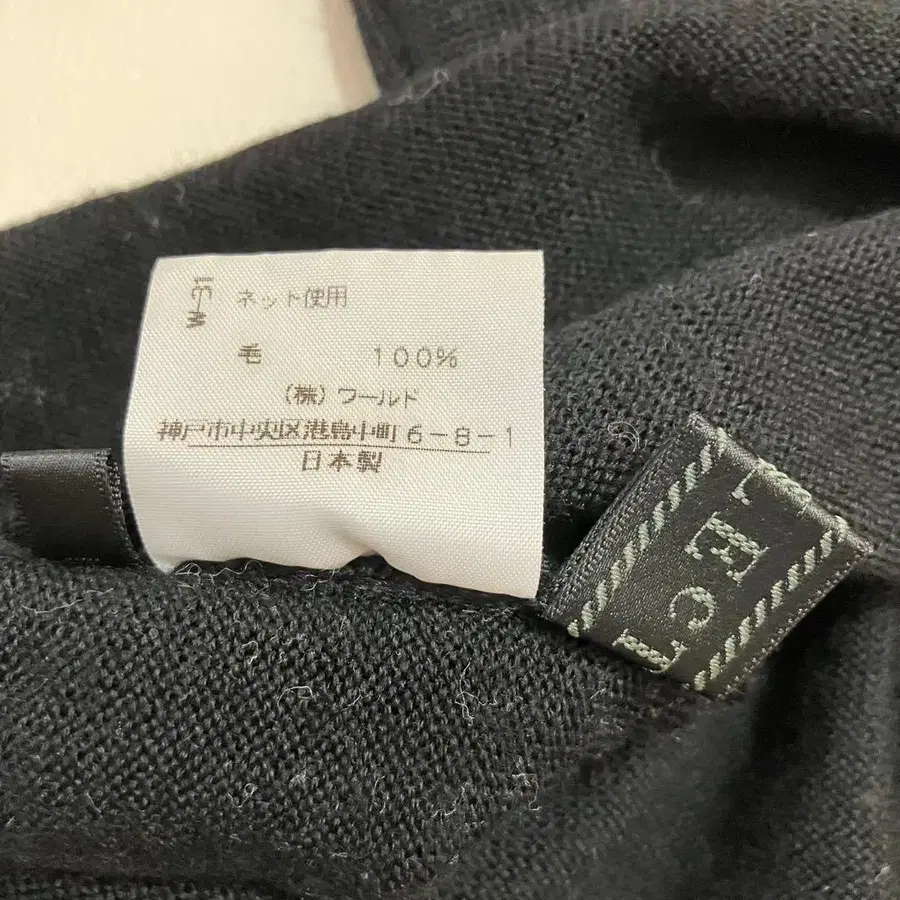 ネット使用
毛 100%
(株) ワールド
神戸市中央区港島中町6-8-1
日本製
LECT